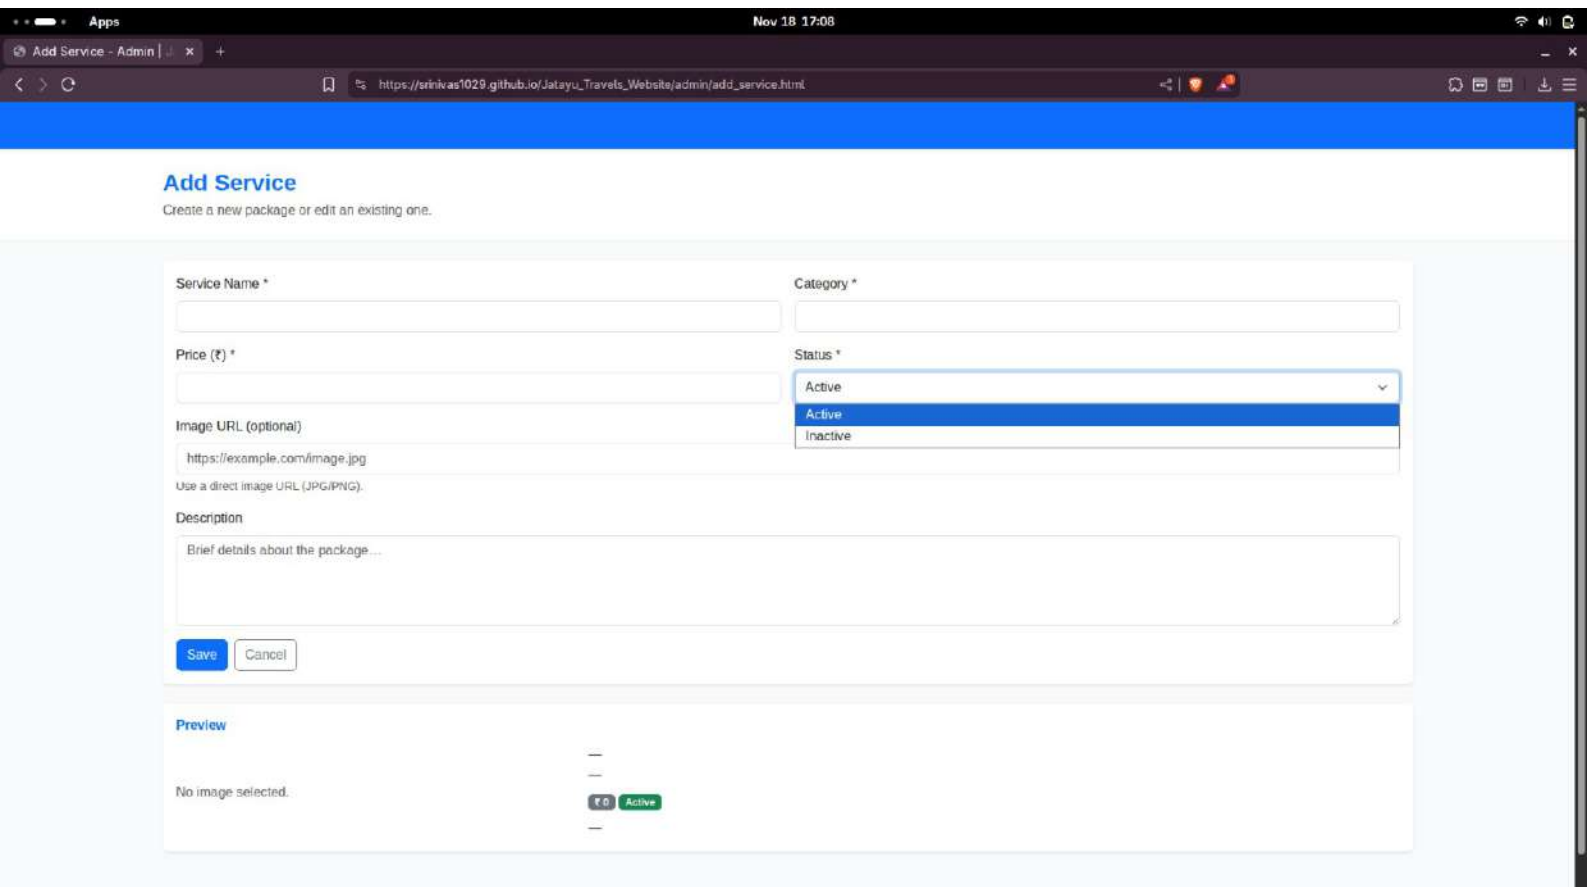 Apps
Nov 18 17:08
Add Service - Admin |
https://srinivas1029.github.io/Jatayu_Travels_Website/admin/add_service.html
Add Service
Create a new package or edit an existing one.
Service Name *
Category *
Price (₹) *
Status *
Active
Active
Inactive
Image URL (optional)
https://example.com/image.jpg
Use a direct image URL (JPG/PNG).
Description
Brief details about the package...
Save
Cancel
Preview
—
—
No image selected.
₹ 0 Active
—